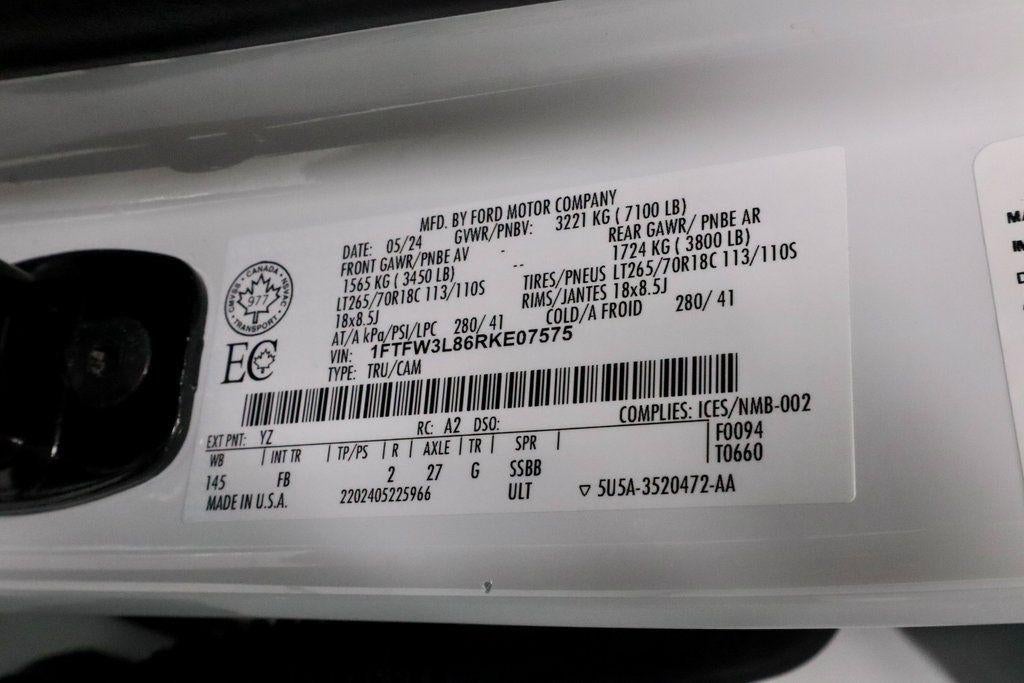 MFD. BY FORD MOTOR COMPANY
DATE: 05/24 GVWR/PNBV: 3221 KG ( 7100 LB)
FRONT GAWR/PNBE AV - REAR GAWR/ PNBE AR
1565 KG ( 3450 LB) -- 1724 KG ( 3800 LB)
LT265/70R18C 113/110S TIRES/PNEUS LT265/70R18C 113/110S
18x8.5J RIMS/JANTES 18x8.5J
AT/A kPa/PSI/LPC 280/ 41 COLD/A FROID 280/ 41
VIN: 1FTFW3L86RKE07575
TYPE: TRU/CAM
CANADA
CMVSS NSVAC
977
TRANSPORT
EC
COMPLIES: ICES/NMB-002
EXT PNT: YZ RC: A2 DSO:
WB | INT TR | TP/PS | R | AXLE | TR | SPR | F0094
145 FB 2 27 G SSBB T0660
MADE IN U.S.A. 2202405225966 ULT ▽ 5U5A-3520472-AA